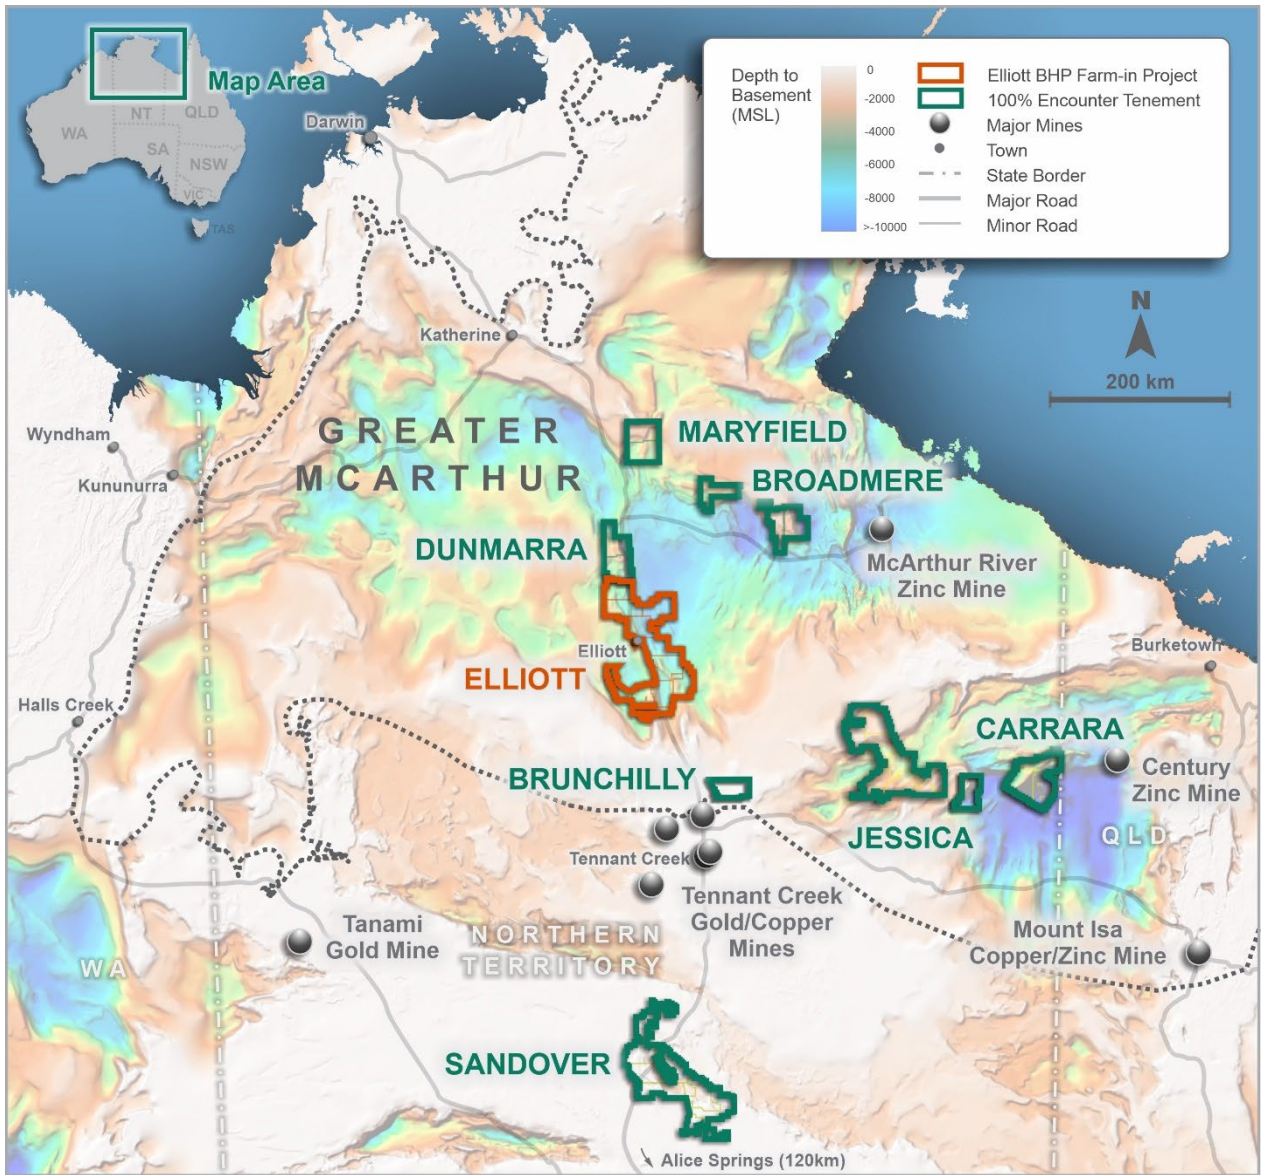 Map Area
WA
NT
QLD
SA
NSW
VIC
TAS
Depth to
Basement
(MSL)
0
-2000
-4000
-6000
-8000
>-10000
Elliott BHP Farm-in Project
100% Encounter Tenement
Major Mines
Town
State Border
Major Road
Minor Road
N
200 km
Darwin
Katherine
Wyndham
Kununurra
GREATER
MCARTHUR
MARYFIELD
BROADMERE
DUNMARRA
McArthur River
Zinc Mine
Elliott
ELLIOTT
Burketown
Halls Creek
CARRARA
BRUNCHILLY
Century
Zinc Mine
JESSICA
QLD
Tennant Creek
Tennant Creek
Gold/Copper
Mines
Tanami
Gold Mine
NORTHERN
TERRITORY
Mount Isa
Copper/Zinc Mine
WA
SANDOVER
Alice Springs (120km)